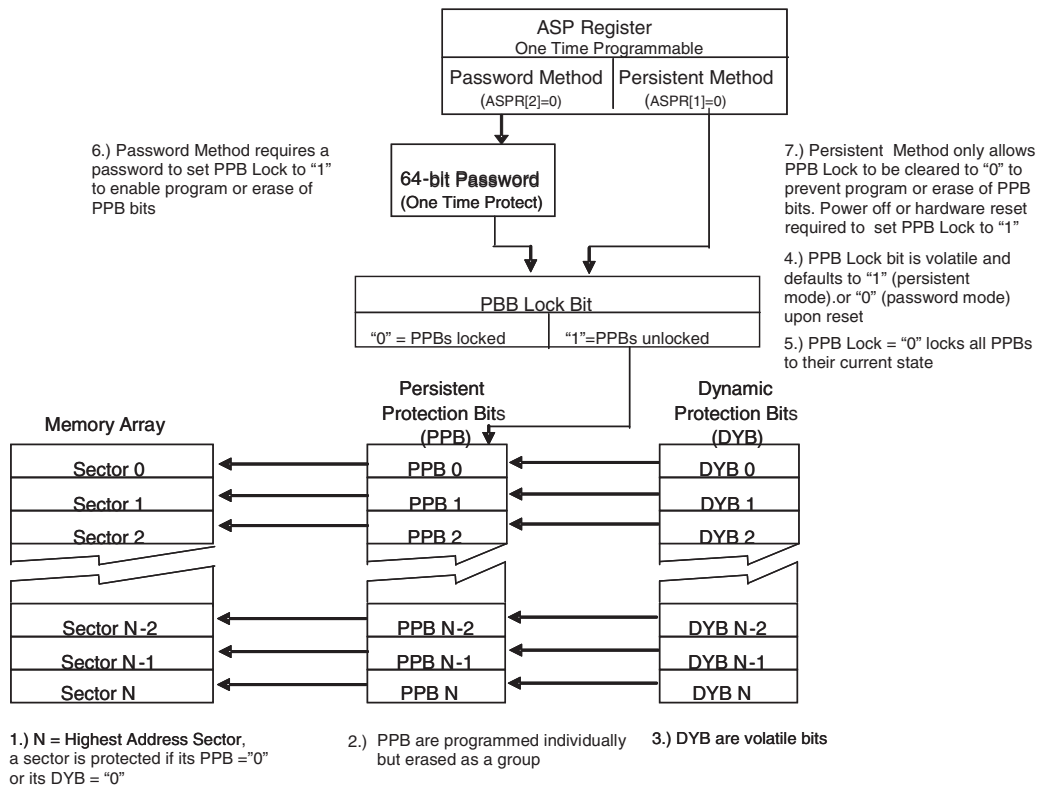 ASP Register
One Time Programmable
Password Method
(ASPR[2]=0)
Persistent Method
(ASPR[1]=0)
6.) Password Method requires a
password to set PPB Lock to “1”
to enable program or erase of
PPB bits
64-bit Password
(One Time Protect)
7.) Persistent Method only allows
PPB Lock to be cleared to “0” to
prevent program or erase of PPB
bits. Power off or hardware reset
required to set PPB Lock to “1”
4.) PPB Lock bit is volatile and
defaults to “1” (persistent
mode).or “0” (password mode)
upon reset
5.) PPB Lock = “0” locks all PPBs
to their current state
PBB Lock Bit
“0” = PPBs locked
“1”=PPBs unlocked
Memory Array
Persistent
Protection Bits
(PPB)
Dynamic
Protection Bits
(DYB)
Sector 0
PPB 0
DYB 0
Sector 1
PPB 1
DYB 1
Sector 2
PPB 2
DYB 2
Sector N-2
PPB N-2
DYB N-2
Sector N-1
PPB N-1
DYB N-1
Sector N
PPB N
DYB N
1.) N = Highest Address Sector,
a sector is protected if its PPB =”0”
or its DYB = “0”
2.) PPB are programmed individually
but erased as a group
3.) DYB are volatile bits